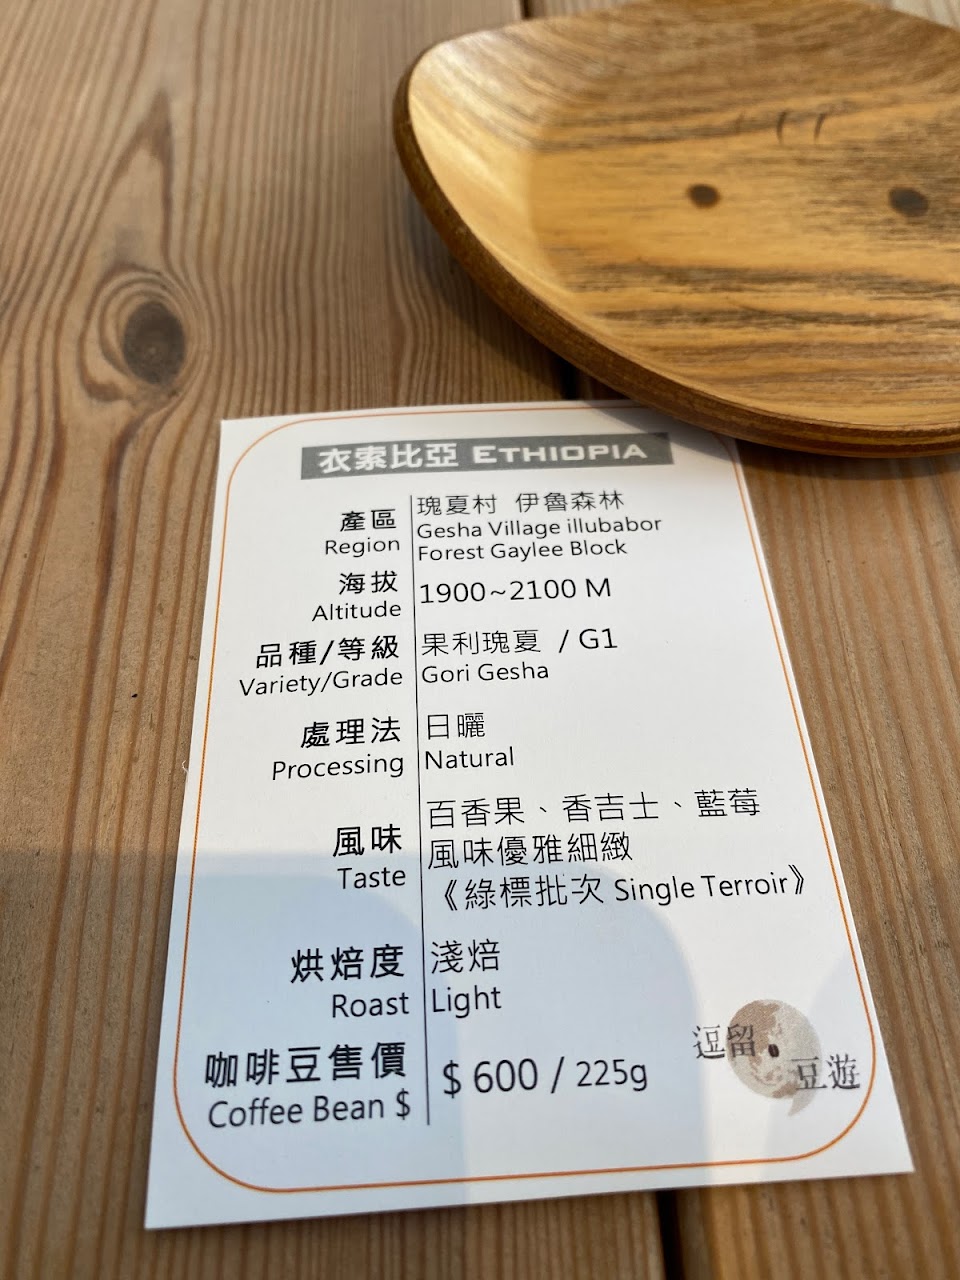 衣索比亞 ETHIOPIA
產區 瑰夏村 伊魯森林
Region Gesha Village illubabor
Forest Gaylee Block
海拔
Altitude 1900~2100 M
品種/等級 果利瑰夏 / G1
Variety/Grade Gori Gesha
處理法 日曬
Processing Natural
百香果、香吉士、藍莓
風味 風味優雅細緻
Taste 《綠標批次 Single Terroir》
烘焙度 淺焙
Roast Light
咖啡豆售價
Coffee Bean $ $ 600 / 225g
逗留
豆遊